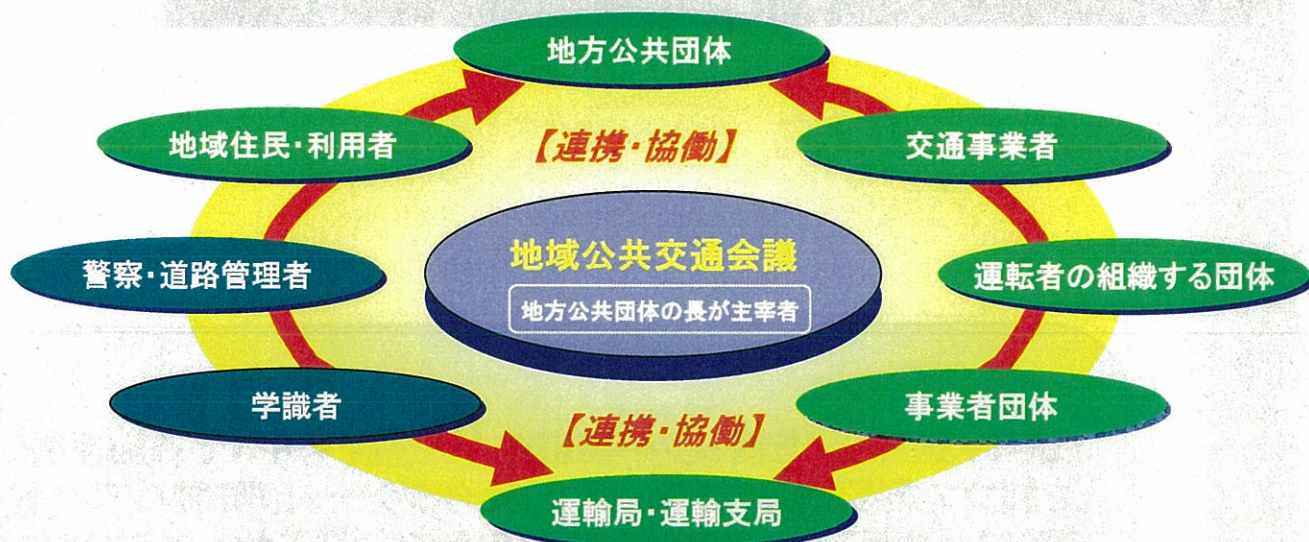 地方公共団体
地域住民・利用者
【連携・協働】
交通事業者
警察・道路管理者
地域公共交通会議
地方公共団体の長が主宰者
運転者の組織する団体
学識者
【連携・協働】
事業者団体
運輸局・運輸支局